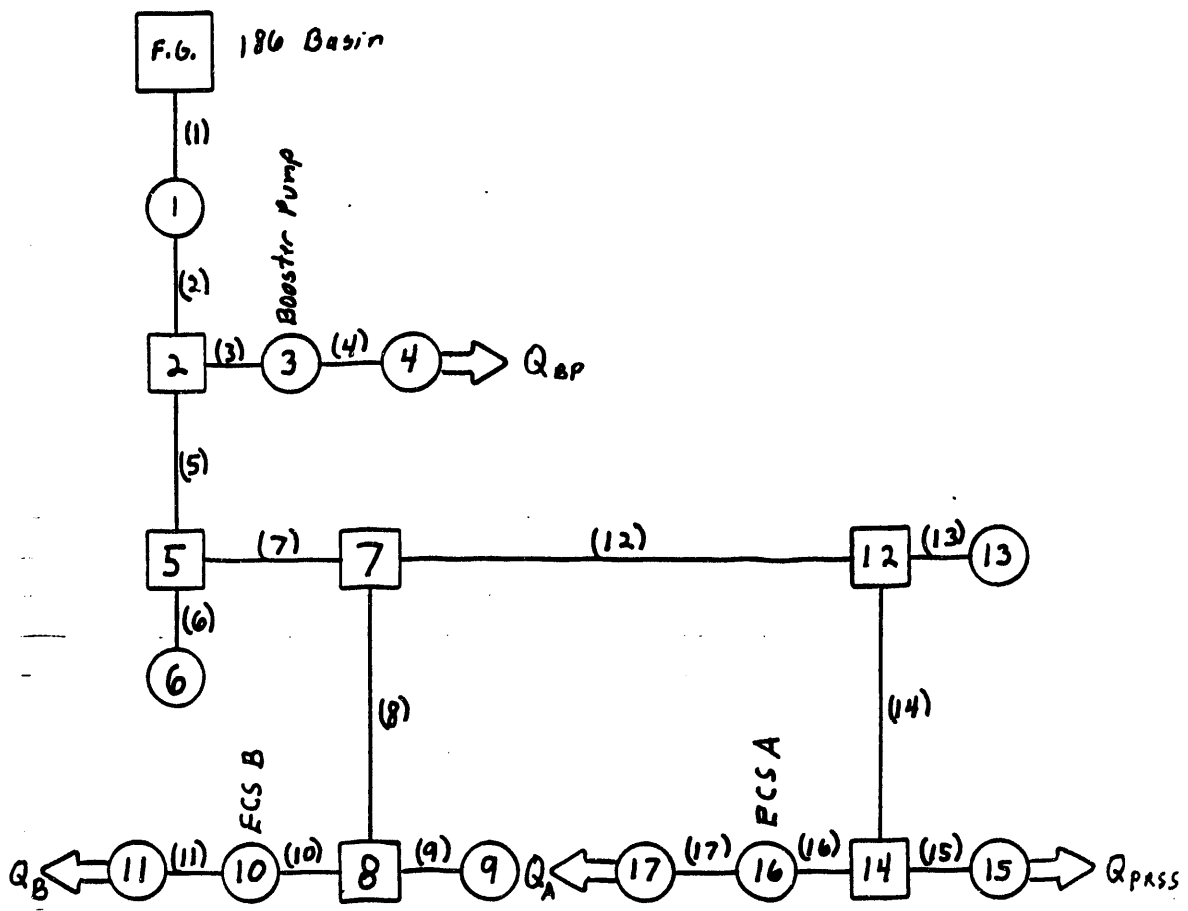 F.G. 186 Basin
(1)
1
Booster Pump
(2)
2 (3) 3 (4) 4 Q BP
(5)
5 (7) 7 (12) 12 (13) 13
(6)
6
(8) (14)
ECS B ECS A
Q B 11 (11) 10 (10) 8 (9) 9 Q A 17 (17) 16 (16) 14 (15) 15 Q PRSS